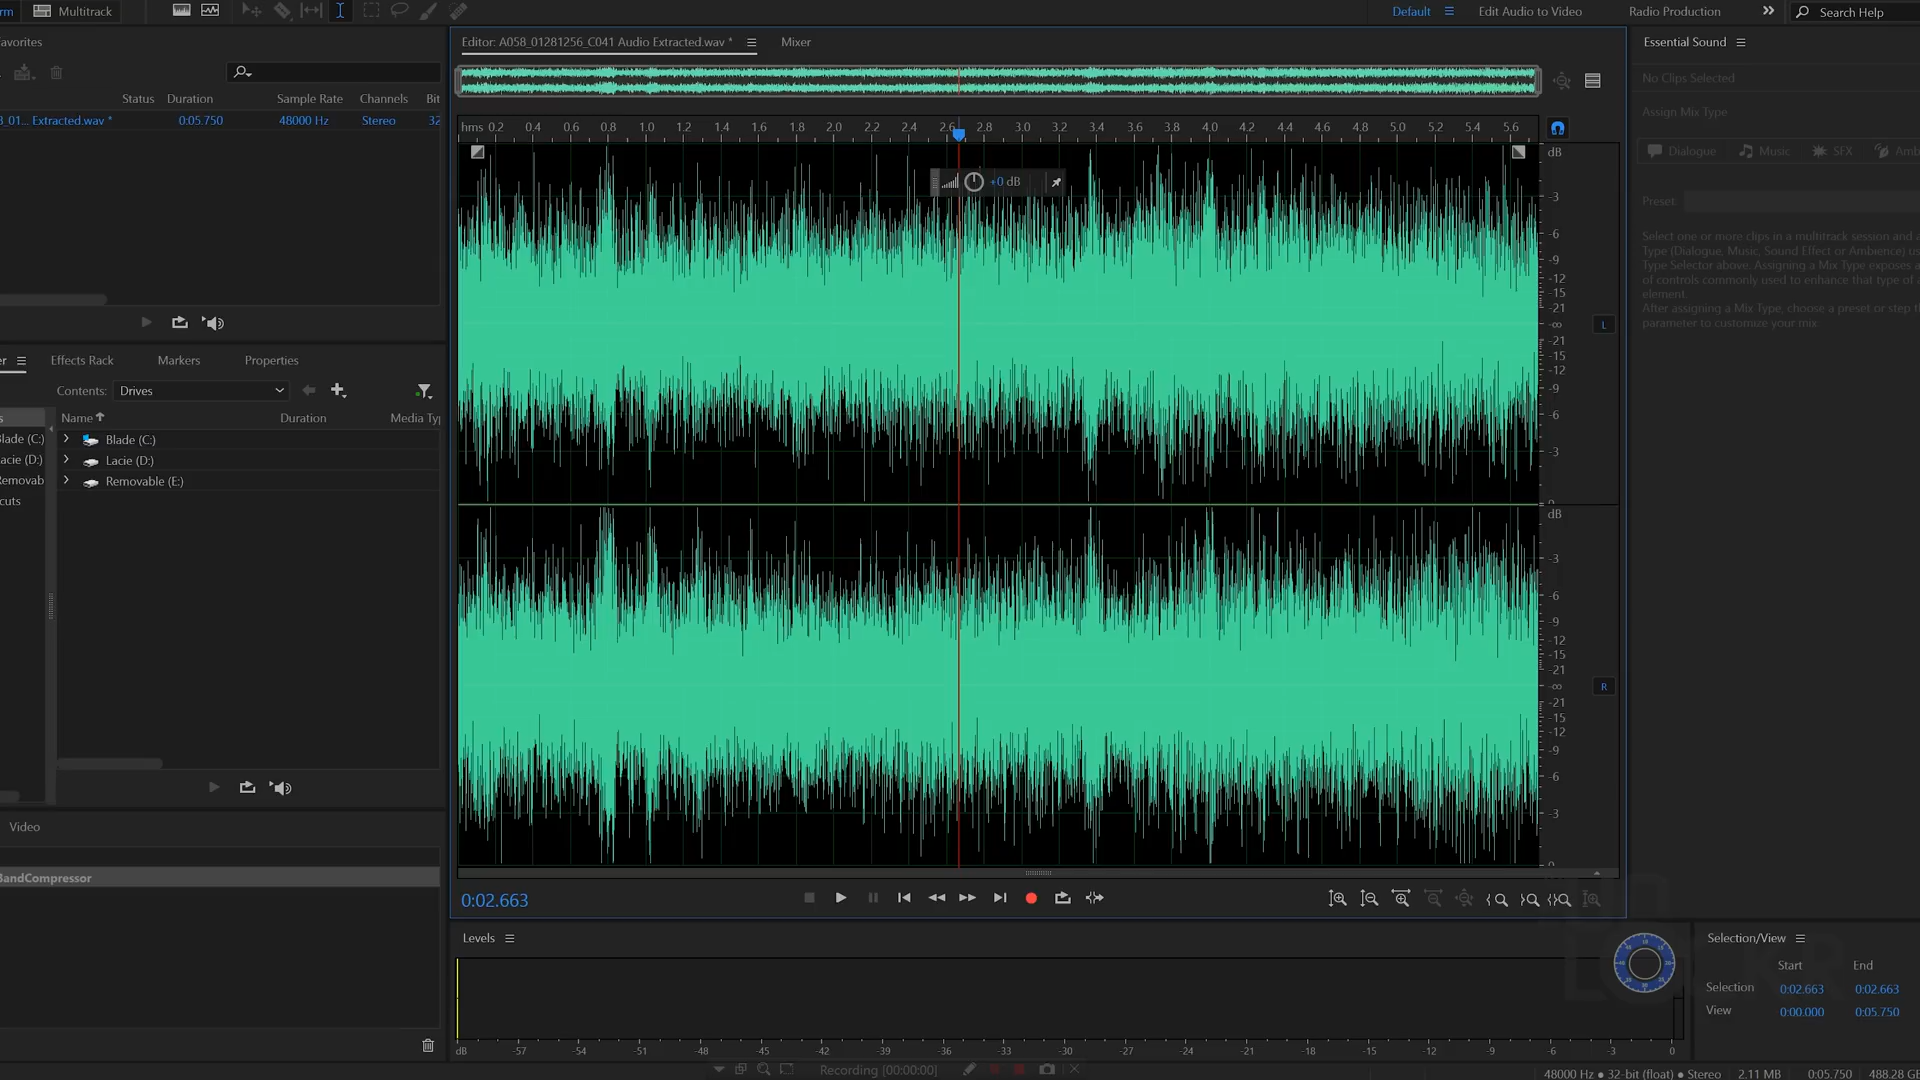 rm Multitrack Default Edit Audio to Video Radio Production Search Help
avorites
Editor: A058_01281256_C041 Audio Extracted.wav * Mixer
Essential Sound
No Clips Selected
Status Duration Sample Rate Channels Bit
3_01... Extracted.wav * 0:05.750 48000 Hz Stereo 32
Assign Mix Type
hms 0.2 0.4 0.6 0.8 1.0 1.2 1.4 1.6 1.8 2.0 2.2 2.4 2.6 2.8 3.0 3.2 3.4 3.6 3.8 4.0 4.2 4.4 4.6 4.8 5.0 5.2 5.4 5.6
Dialogue Music SFX Amb
+0 dB
Preset:
Select one or more clips in a multitrack session and a
Type (Dialogue, Music, Sound Effect or Ambience) us
Type Selector above. Assigning a Mix Type exposes a
of controls commonly used to enhance that type of a
element.
After assigning a Mix Type, choose a preset or step th
parameter to customize your mix.
dB
-3
-6
-9
-12
-15
-21
-∞
-21
-15
-12
-9
-6
-3
L
er Effects Rack Markers Properties
Contents: Drives
Name Duration Media Ty
Blade (C:)
Lacie (D:)
Removable (E:)
s
lade (C:)
acie (D:)
Removab
cuts
dB
-3
-6
-9
-12
-15
-21
-∞
-21
-15
-12
-9
-6
-3
R
Video
BandCompressor
0:02.663
Levels
dB -57 -54 -51 -48 -45 -42 -39 -36 -33 -30 -27 -24 -21 -18 -15 -12 -9 -6 -3 0
Selection/View
Start End
Selection 0:02.663 0:02.663
View 0:00.000 0:05.750
Recording [00:00:00]
48000 Hz ● 32-bit (float) ● Stereo 2.11 MB 0:05.750 488.28 GB